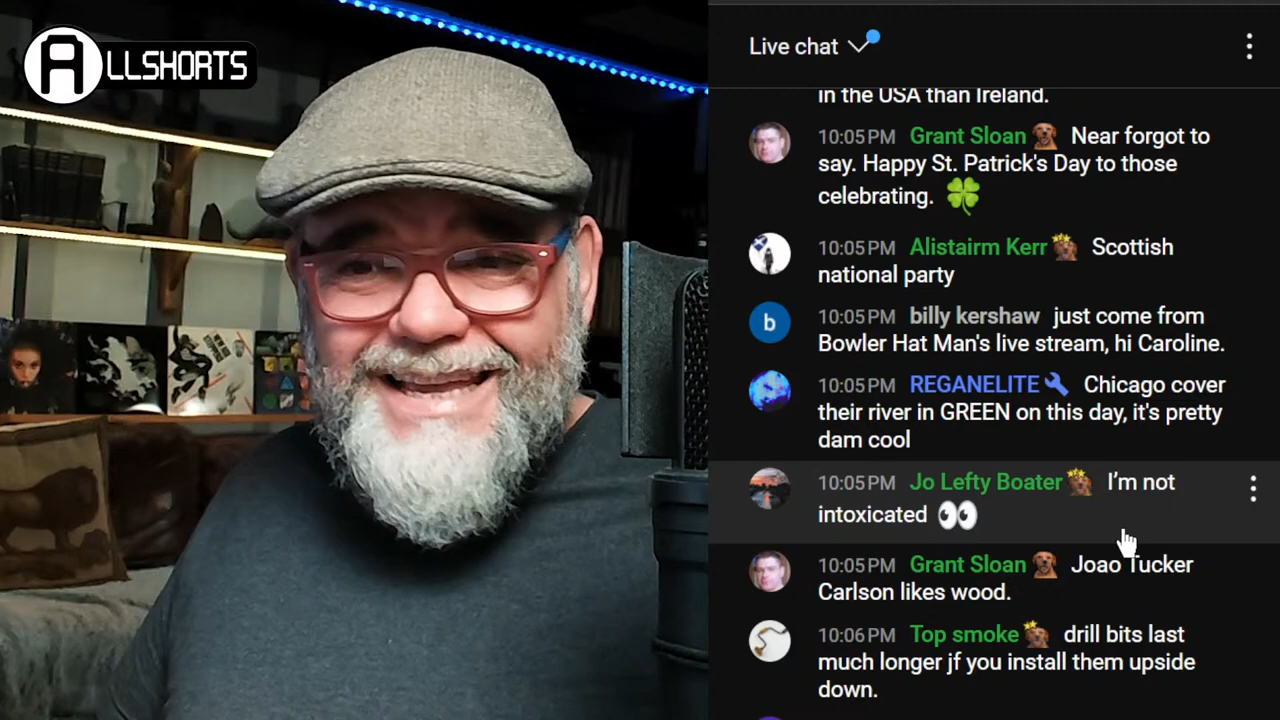 ALLSHORTS
Live chat
in the USA than Ireland.
10:05 PM Grant Sloan Near forgot to
say. Happy St. Patrick's Day to those
celebrating. 🍀
10:05 PM Alistairm Kerr Scottish
national party
b
10:05 PM billy kershaw just come from
Bowler Hat Man's live stream, hi Caroline.
10:05 PM REGANELITE Chicago cover
their river in GREEN on this day, it's pretty
dam cool
10:05 PM Jo Lefty Boater I'm not
intoxicated 👀
10:05 PM Grant Sloan Joao Tucker
Carlson likes wood.
10:06 PM Top smoke drill bits last
much longer jf you install them upside
down.